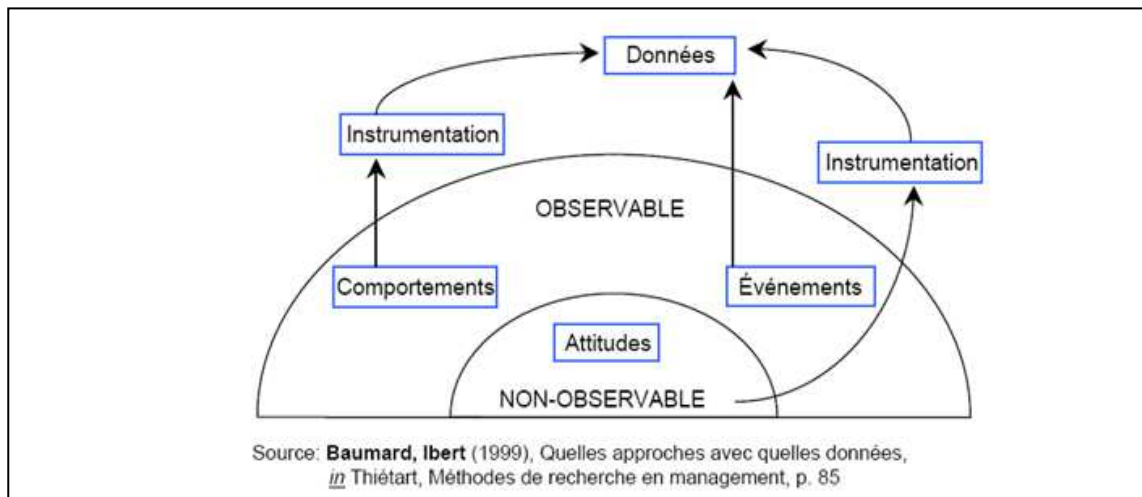 Données
Instrumentation
Instrumentation
OBSERVABLE
Comportements
Événements
Attitudes
NON-OBSERVABLE
Source: Baumard, Ibert (1999), Quelles approches avec quelles données,
in Thiétart, Méthodes de recherche en management, p. 85